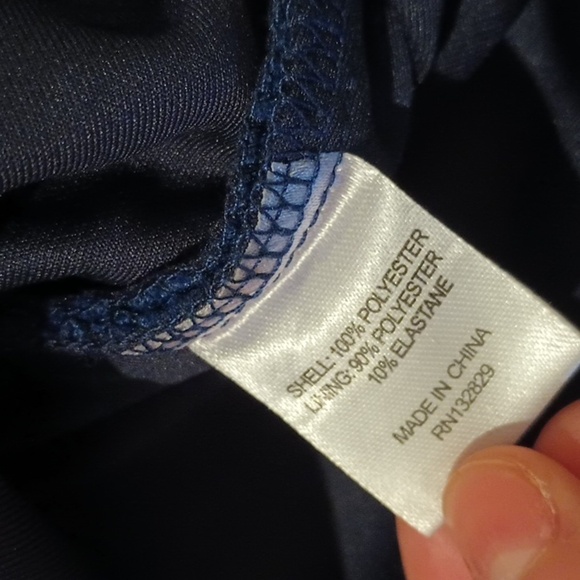 SHELL: 100% POLYESTER
LINING: 90% POLYESTER
10% ELASTANE
MADE IN CHINA
RN132829